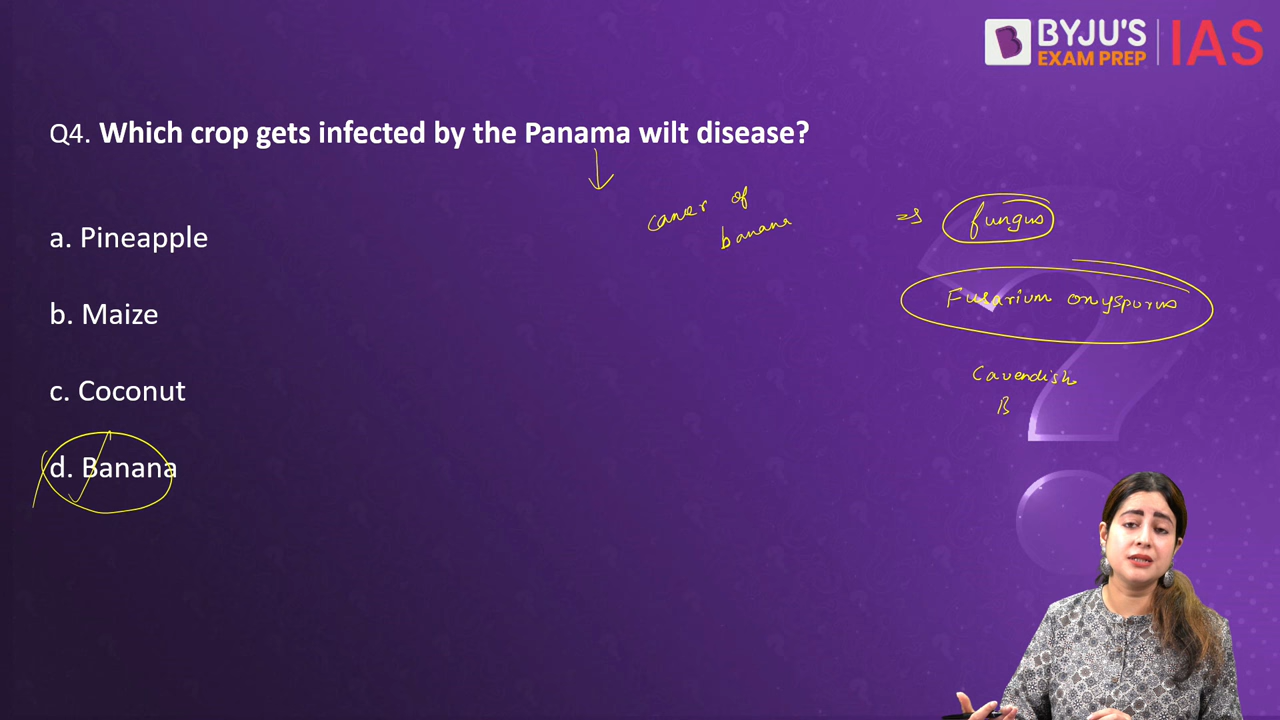 BYJU'S
EXAM PREP
IAS
Q4. Which crop gets infected by the Panama wilt disease?
cancer of
banana
⇒ fungus
a. Pineapple
Fusarium oxysporus
b. Maize
Cavendish
B
c. Coconut
d. Banana